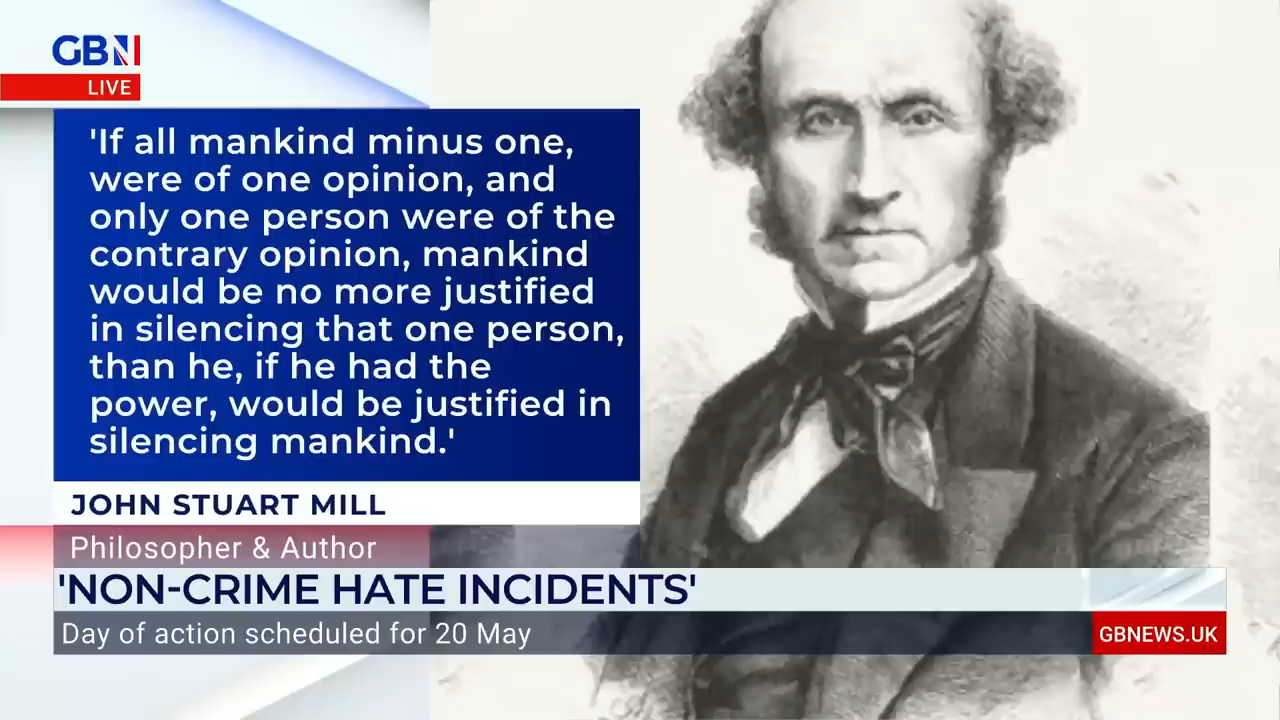 GBN
LIVE
'If all mankind minus one,
were of one opinion, and
only one person were of the
contrary opinion, mankind
would be no more justified
in silencing that one person,
than he, if he had the
power, would be justified in
silencing mankind.'
JOHN STUART MILL
Philosopher & Author
'NON-CRIME HATE INCIDENTS'
Day of action scheduled for 20 May
GBNEWS.UK